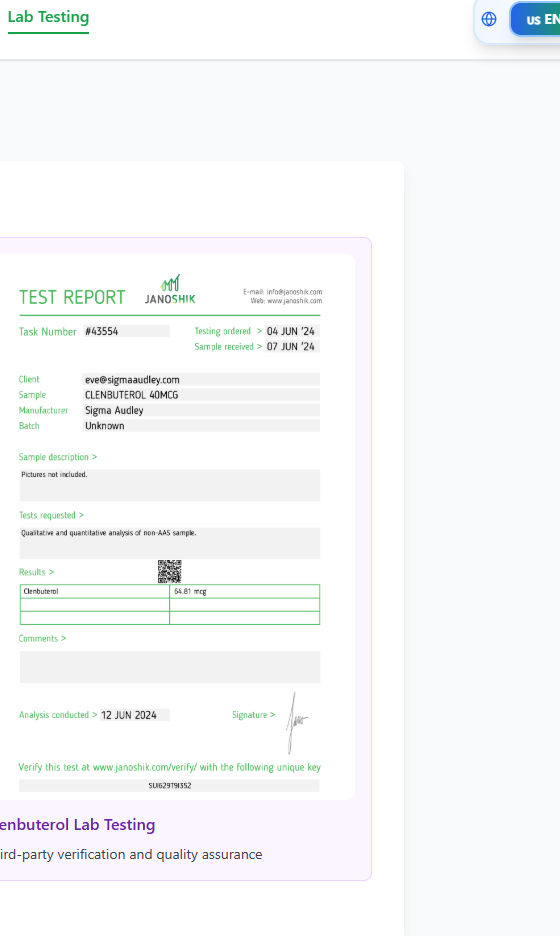 Lab Testing
us EN
TEST REPORT
JANOSHIK
E-mail: info@janoshik.com
Web: www.janoshik.com
Task Number #43554
Testing ordered > 04 JUN '24
Sample received > 07 JUN '24
Client eve@sigmaaudley.com
Sample CLENBUTEROL 40MCG
Manufacturer Sigma Audley
Batch Unknown
Sample description >
Pictures not included.
Tests requested >
Qualitative and quantitative analysis of non-AAS sample.
Results >
Clenbuterol 64.81 mcg
Comments >
Analysis conducted > 12 JUN 2024
Signature >
Verify this test at www.janoshik.com/verify/ with the following unique key
SUI629T9I352
enbuterol Lab Testing
ird-party verification and quality assurance